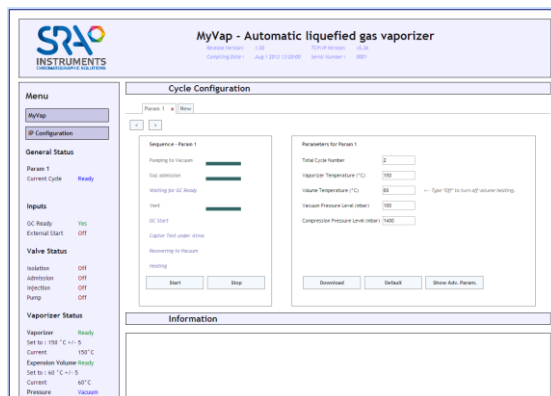 SRA
INSTRUMENTS
CHROMATOGRAPHIC SOLUTIONS
MyVap - Automatic liquefied gas vaporizer
Release Version: 1.00 TCP/IP Version: v5.36
Compiling Date : Aug 1 2013 13:20:00 Serial Number : 0001
Menu
MyVap
IP Configuration
General Status
Param 1
Current Cycle Ready
Inputs
GC Ready Yes
External Start Off
Valve Status
Isolation Off
Admission Off
Injection Off
Pump Off
Vaporizer Status
Vaporizer Ready
Set to : 150 °C +/- 5
Current 150°C
Expension Volume Ready
Set to : 60 °C +/- 5
Current 60°C
Pressure Vacuum
Cycle Configuration
Param 1 x New
< >
Sequence - Param 1
Pumping to Vacuum
Gas Admission
Waiting for GC Ready
Vent
GC Start
Captor Test under Atmo
Recovering to Vacuum
Heating
Start Stop
Parameters for Param 1
Total Cycle Number 2
Vaporizer Temperature (°C) 150
Volume Temperature (°C) 60 <-- Type "Off" to turn off volume heating.
Vacuum Pressure Level (mbar) 100
Compression Pressure Level (mbar) 1400
Download Default Show Adv. Param.
Information